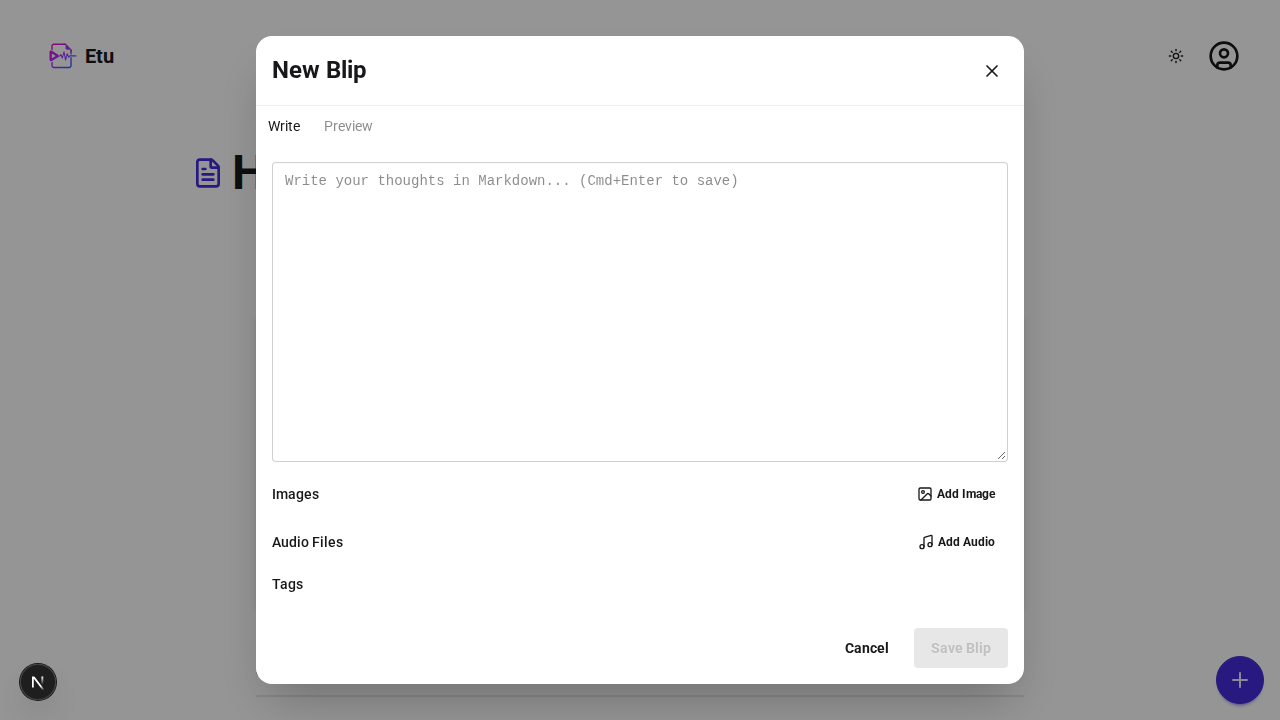 Etu
New Blip
Write Preview
Write your thoughts in Markdown... (Cmd+Enter to save)
Images
Add Image
Audio Files
Add Audio
Tags
Cancel
Save Blip
N